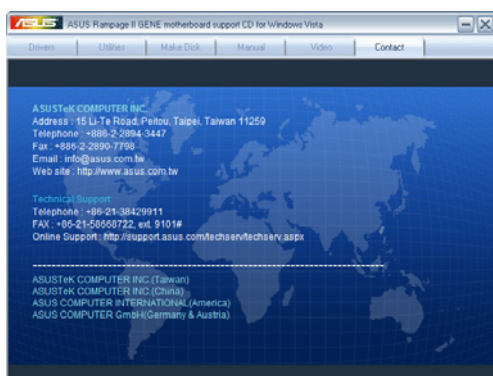 ASUS ASUS Rampage II GENE motherboard support CD for Windows Vista
Drivers Utilities Make Disk Manual Video Contact
ASUSTeK COMPUTER INC.
Address : 15 Li-Te Road, Peitou, Taipei, Taiwan 11259
Telephone : +886-2-2894-3447
Fax : +886-2-2890-7798
Email : info@asus.com.tw
Web site : http://www.asus.com.tw
Technical Support
Telephone : +86-21-38429911
FAX : +86-21-58668722, ext. 9101#
Online Support : http://support.asus.com/techserv/techserv.aspx
ASUSTeK COMPUTER INC.(Taiwan)
ASUSTeK COMPUTER INC.(China)
ASUS COMPUTER INTERNATIONAL(America)
ASUS COMPUTER GmbH(Germany & Austria)